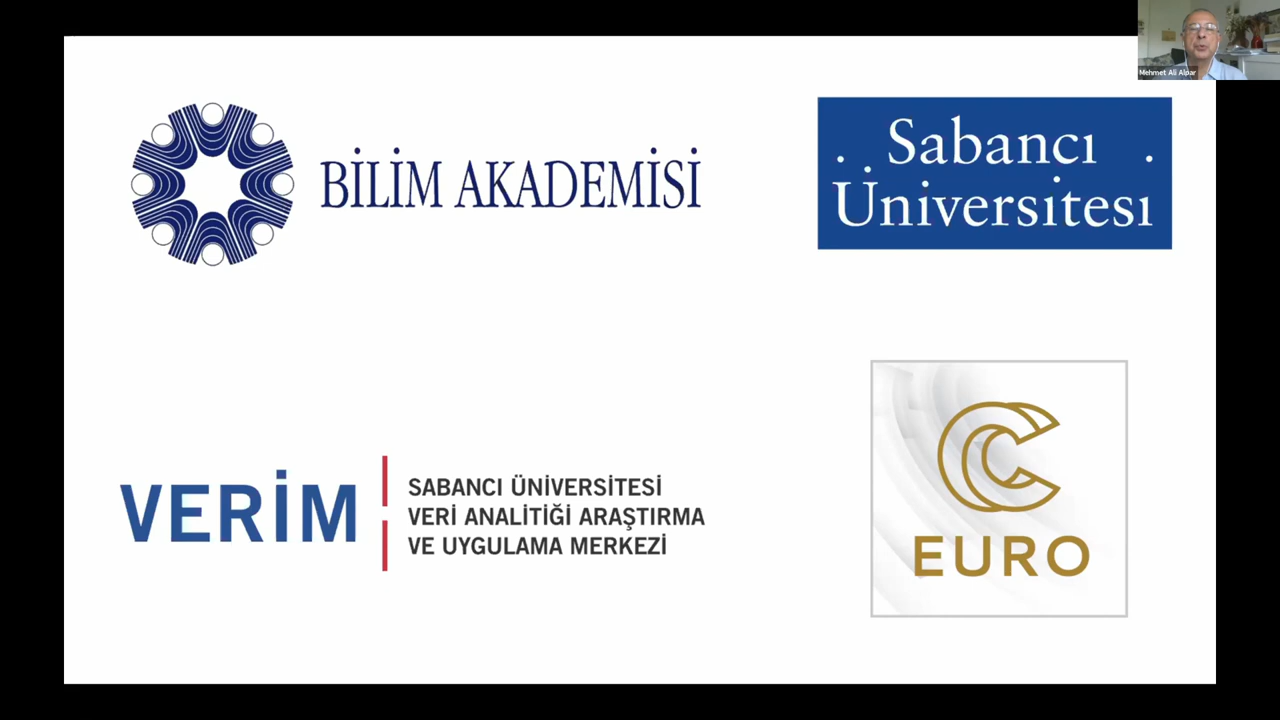 Mehmet Ali Alpar
BİLİM AKADEMİSİ
Sabancı
Üniversitesi
VERİM
SABANCI ÜNİVERSİTESİ
VERİ ANALİTİĞİ ARAŞTIRMA
VE UYGULAMA MERKEZİ
CC
EURO